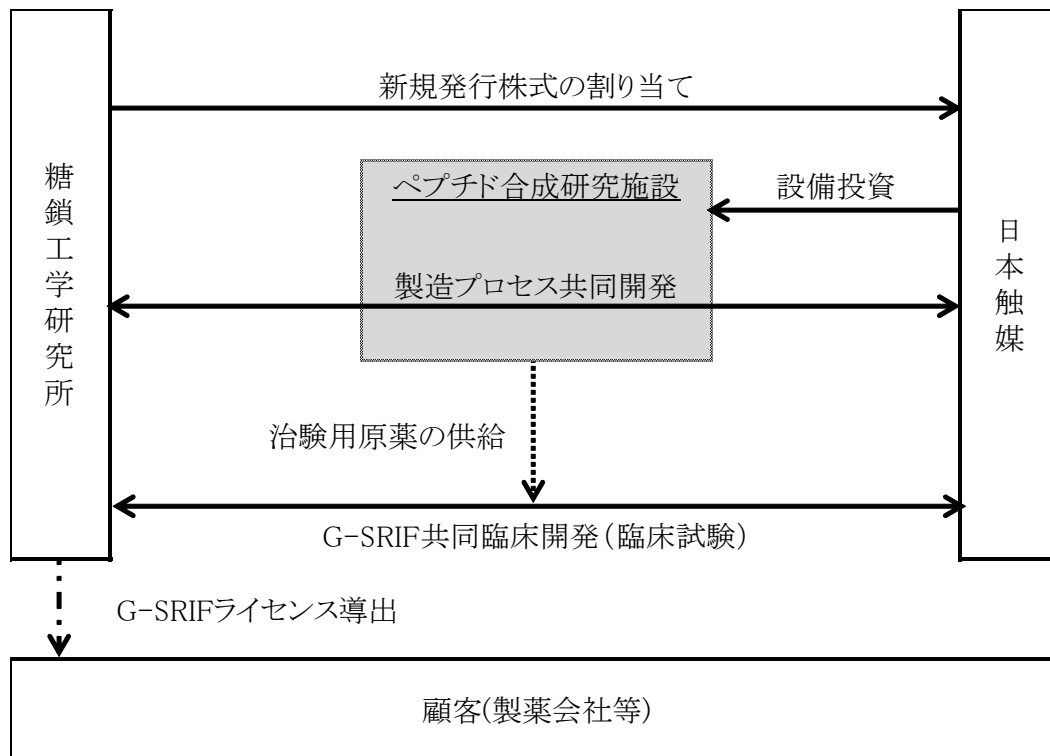 新規発行株式の割り当て
糖鎖工学研究所
ペプチド合成研究施設
設備投資
日本触媒
製造プロセス共同開発
治験用原薬の供給
G-SRIF共同臨床開発(臨床試験)
G-SRIFライセンス導出
顧客(製薬会社等)